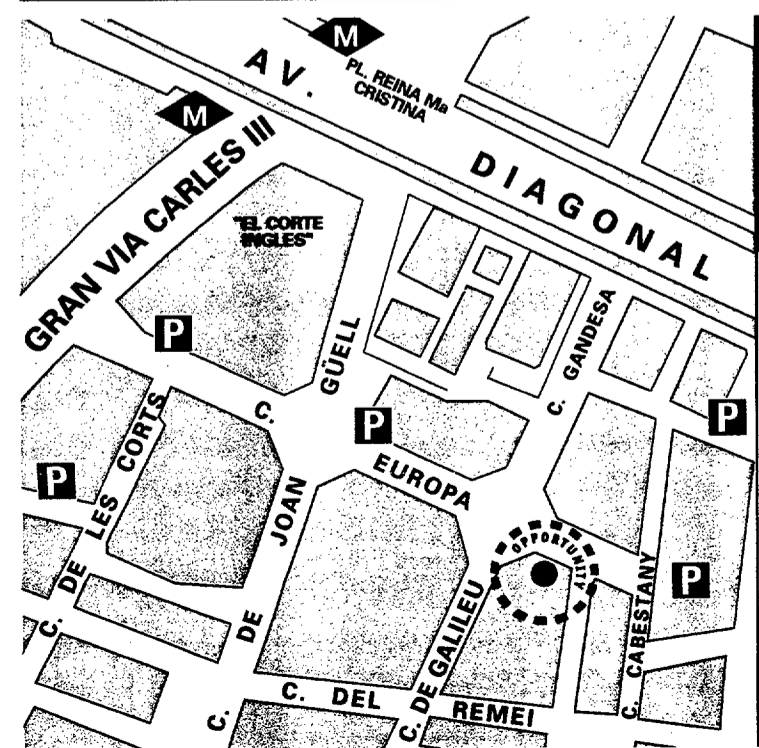 M
M
AV. DIAGONAL
PL. REINA Mª
CRISTINA
GRAN VIA CARLES III
"EL CORTE
INGLES"
P
P
P
P
P
C. EUROPA
C. GANDESA
C. DE LES CORTS
C. DE JOAN GÜELL
OPPORTUNITY
C. DE GALILEU
C. CABESTANY
C. DEL REMEI